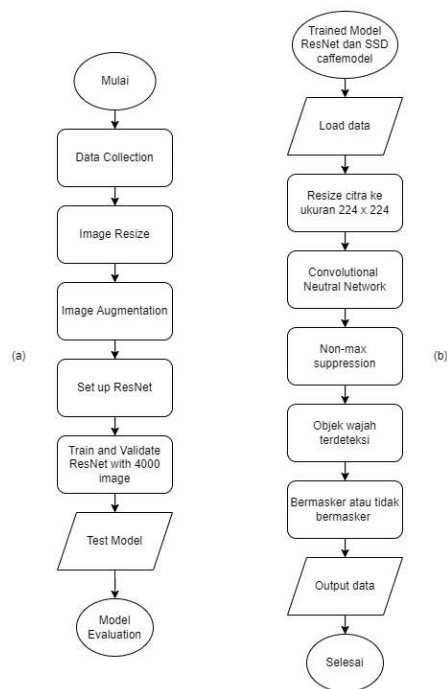 Mulai
Data Collection
Image Resize
Image Augmentation
(a)
Set up ResNet
Train and Validate
ResNet with 4000
image
Test Model
Model
Evaluation
Trained Model
ResNet dan SSD
caffemodel
Load data
Resize citra ke
ukuran 224 x 224
Convolutional
Neutral Network
Non-max
suppression
(b)
Objek wajah
terdeteksi
Bermasker atau tidak
bermasker
Output data
Selesai